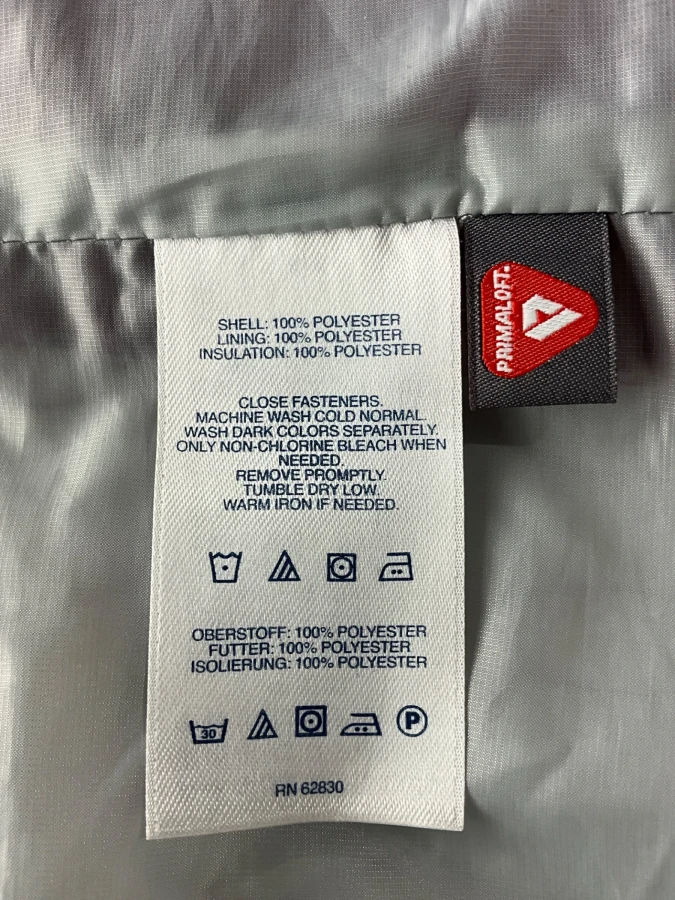 SHELL: 100% POLYESTER
LINING: 100% POLYESTER
INSULATION: 100% POLYESTER
PRIMALOFT.
CLOSE FASTENERS.
MACHINE WASH COLD NORMAL.
WASH DARK COLORS SEPARATELY.
ONLY NON-CHLORINE BLEACH WHEN
NEEDED.
REMOVE PROMPTLY.
TUMBLE DRY LOW.
WARM IRON IF NEEDED.
OBERSTOFF: 100% POLYESTER
FUTTER: 100% POLYESTER
ISOLIERUNG: 100% POLYESTER
30 P
RN 62830